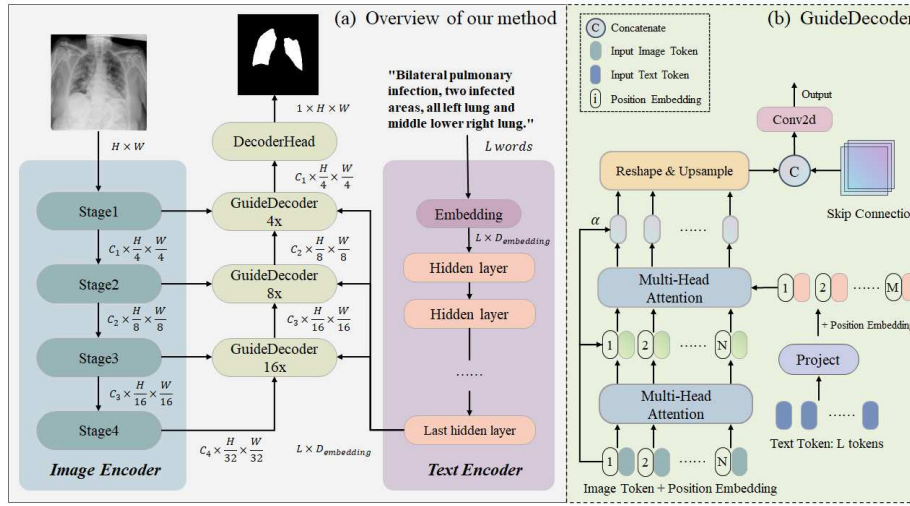 (a) Overview of our method
H × W
1 × H × W
"Bilateral pulmonary
infection, two infected
areas, all left lung and
middle lower right lung."
L words
DecoderHead
C₁ × H/4 × W/4
Stage1
GuideDecoder
4x
Embedding
C₁ × H/4 × W/4
C₂ × H/8 × W/8
L × D_embedding
Stage2
GuideDecoder
8x
Hidden layer
C₂ × H/8 × W/8
C₃ × H/16 × W/16
Hidden layer
Stage3
GuideDecoder
16x
......
C₃ × H/16 × W/16
Stage4
Last hidden layer
C₄ × H/32 × W/32
L × D_embedding
Image Encoder
Text Encoder
(b) GuideDecoder
C Concatenate
Input Image Token
Input Text Token
i Position Embedding
Output
Conv2d
Reshape & Upsample
C
Skip Connection
α
......
Multi-Head
Attention
1 2 ...... M
+ Position Embedding
1 2 ...... N
Project
Multi-Head
Attention
......
Text Token: L tokens
1 2 ...... N
Image Token + Position Embedding